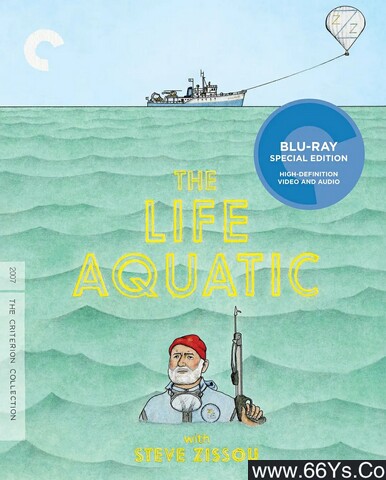 Z
Z
BLU-RAY
SPECIAL EDITION
HIGH-DEFINITION
VIDEO AND AUDIO
THE
LIFE
AQUATIC
2007 THE CRITERION COLLECTION
Z
with
STEVE ZISSOU
www.66Ys.Co